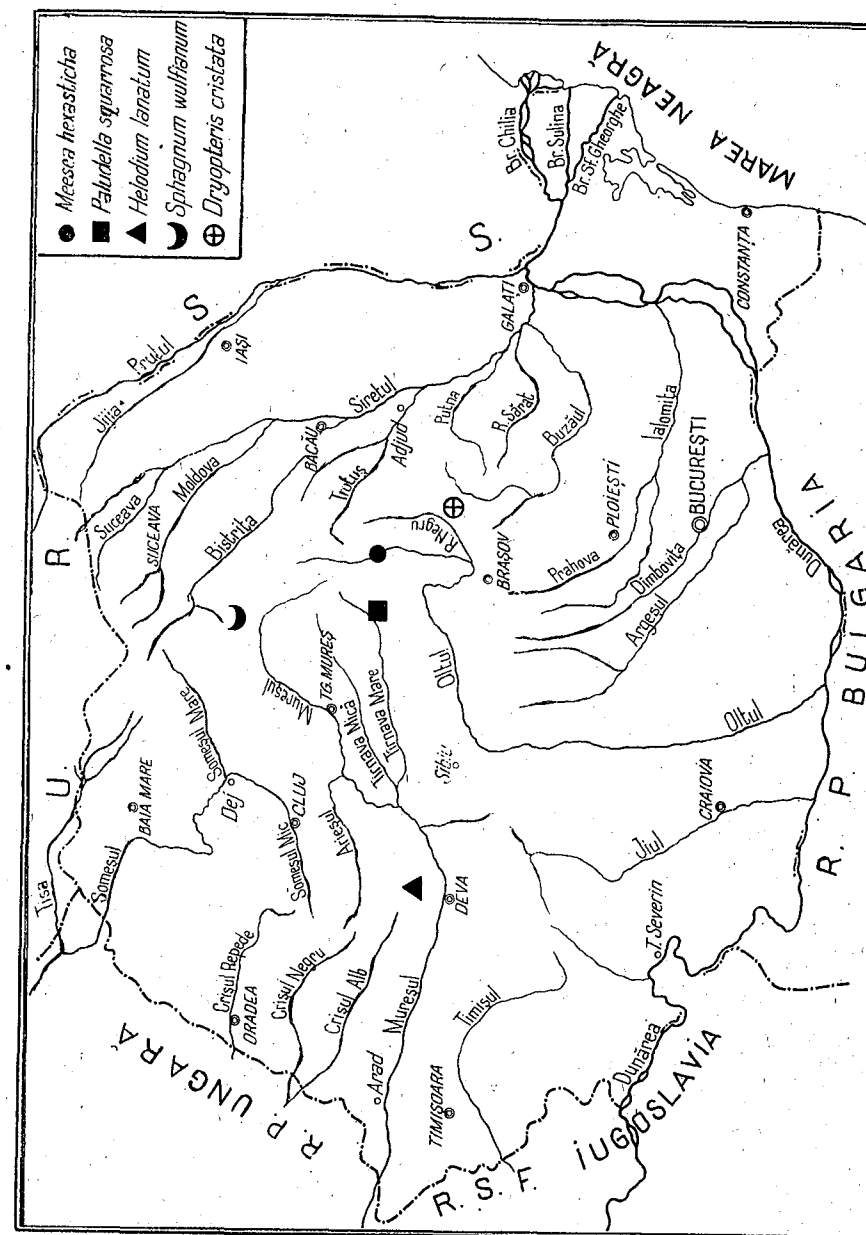 Meesea hexasticha
Paludella squarrosa
Helodium lanatum
Sphagnum wulfianum
Dryopteris cristata
U. R. S. S.
R. P. UNGARĂ
R. S. F. IUGOSLAVIA
R. P. BULGARIA
MAREA NEAGRĂ
Tisa
Someșul
BAIA MARE
Someșul Mare
Dej
Someșul Mic
CLUJ
Crișul Repede
ORADEA
Crișul Negru
Crișul Alb
Arieșul
Mureșul
TG. MUREȘ
Tîrnava Mică
Tîrnava Mare
Mureșul
Arad
DEVA
Sibiu
TIMIȘOARA
Timișul
Dunărea
T. Severin
Jiul
CRAIOVA
Oltul
Oltul
Suceava
SUCEAVA
Moldova
Bistrița
Jijia
Prutul
IAȘI
Siretul
BACĂU
Trotuș
Adjud
Putna
R. Sărat
Buzăul
R. Negru
BRAȘOV
Prahova
PLOIEȘTI
Ialomița
Dîmbovița
BUCUREȘTI
Argeșul
Dunărea
GALAȚI
Br. Chilia
Br. Sulina
Br. Sf. Gheorghe
CONSTANȚA